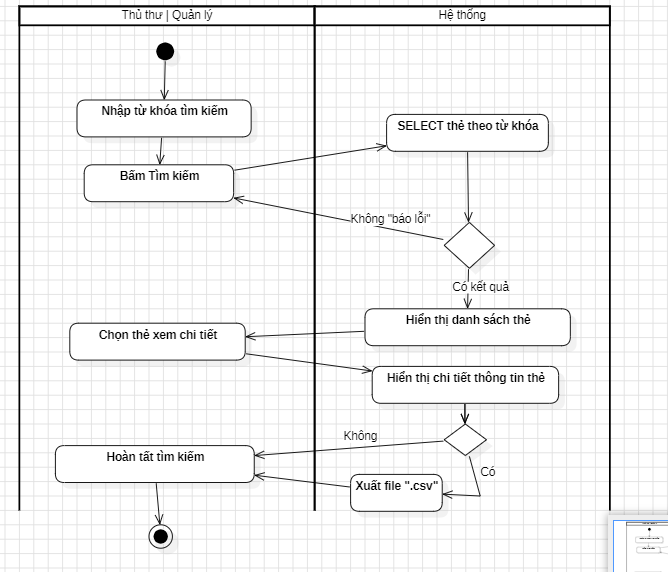 Thủ thư | Quản lý
Hệ thống
Nhập từ khóa tìm kiếm
SELECT thẻ theo từ khóa
Bấm Tìm kiếm
Không "báo lỗi"
Có kết quả
Hiển thị danh sách thẻ
Chọn thẻ xem chi tiết
Hiển thị chi tiết thông tin thẻ
Không
Hoàn tất tìm kiếm
Có
Xuất file ".csv"